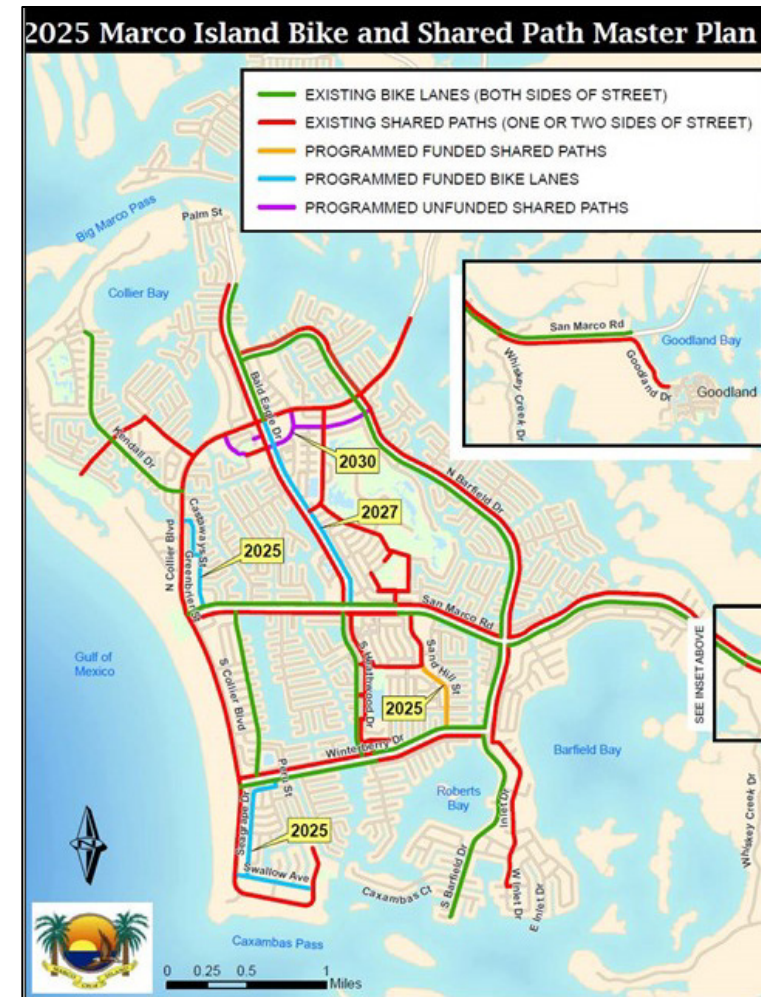 2025 Marco Island Bike and Shared Path Master Plan
EXISTING BIKE LANES (BOTH SIDES OF STREET)
EXISTING SHARED PATHS (ONE OR TWO SIDES OF STREET)
PROGRAMMED FUNDED SHARED PATHS
PROGRAMMED FUNDED BIKE LANES
PROGRAMMED UNFUNDED SHARED PATHS
Big Marco Pass
Palm St
Collier Bay
San Marco Rd
Goodland Bay
Whiskey Creek Dr
Goodland Dr
Goodland
Bald Eagle Dr
Kendall Dr
2030
N Barfield Dr
2027
Castaways St
N Collier Blvd
2025
Greenbrier St
San Marco Rd
SEE INSET ABOVE
Gulf of
Mexico
S Collier Blvd
S Heathwood Dr
Sand Hill St
2025
Winterberry Dr
Barfield Bay
Peru St
Roberts
Bay
Inlet Dr
Whiskey Creek Dr
Seagrape Dr
2025
Swallow Ave
Caxambas Ct
S Barfield Dr
W Inlet Dr
E Inlet Dr
N
Caxambas Pass
MARCO ISLAND
0 0.25 0.5 1
Miles